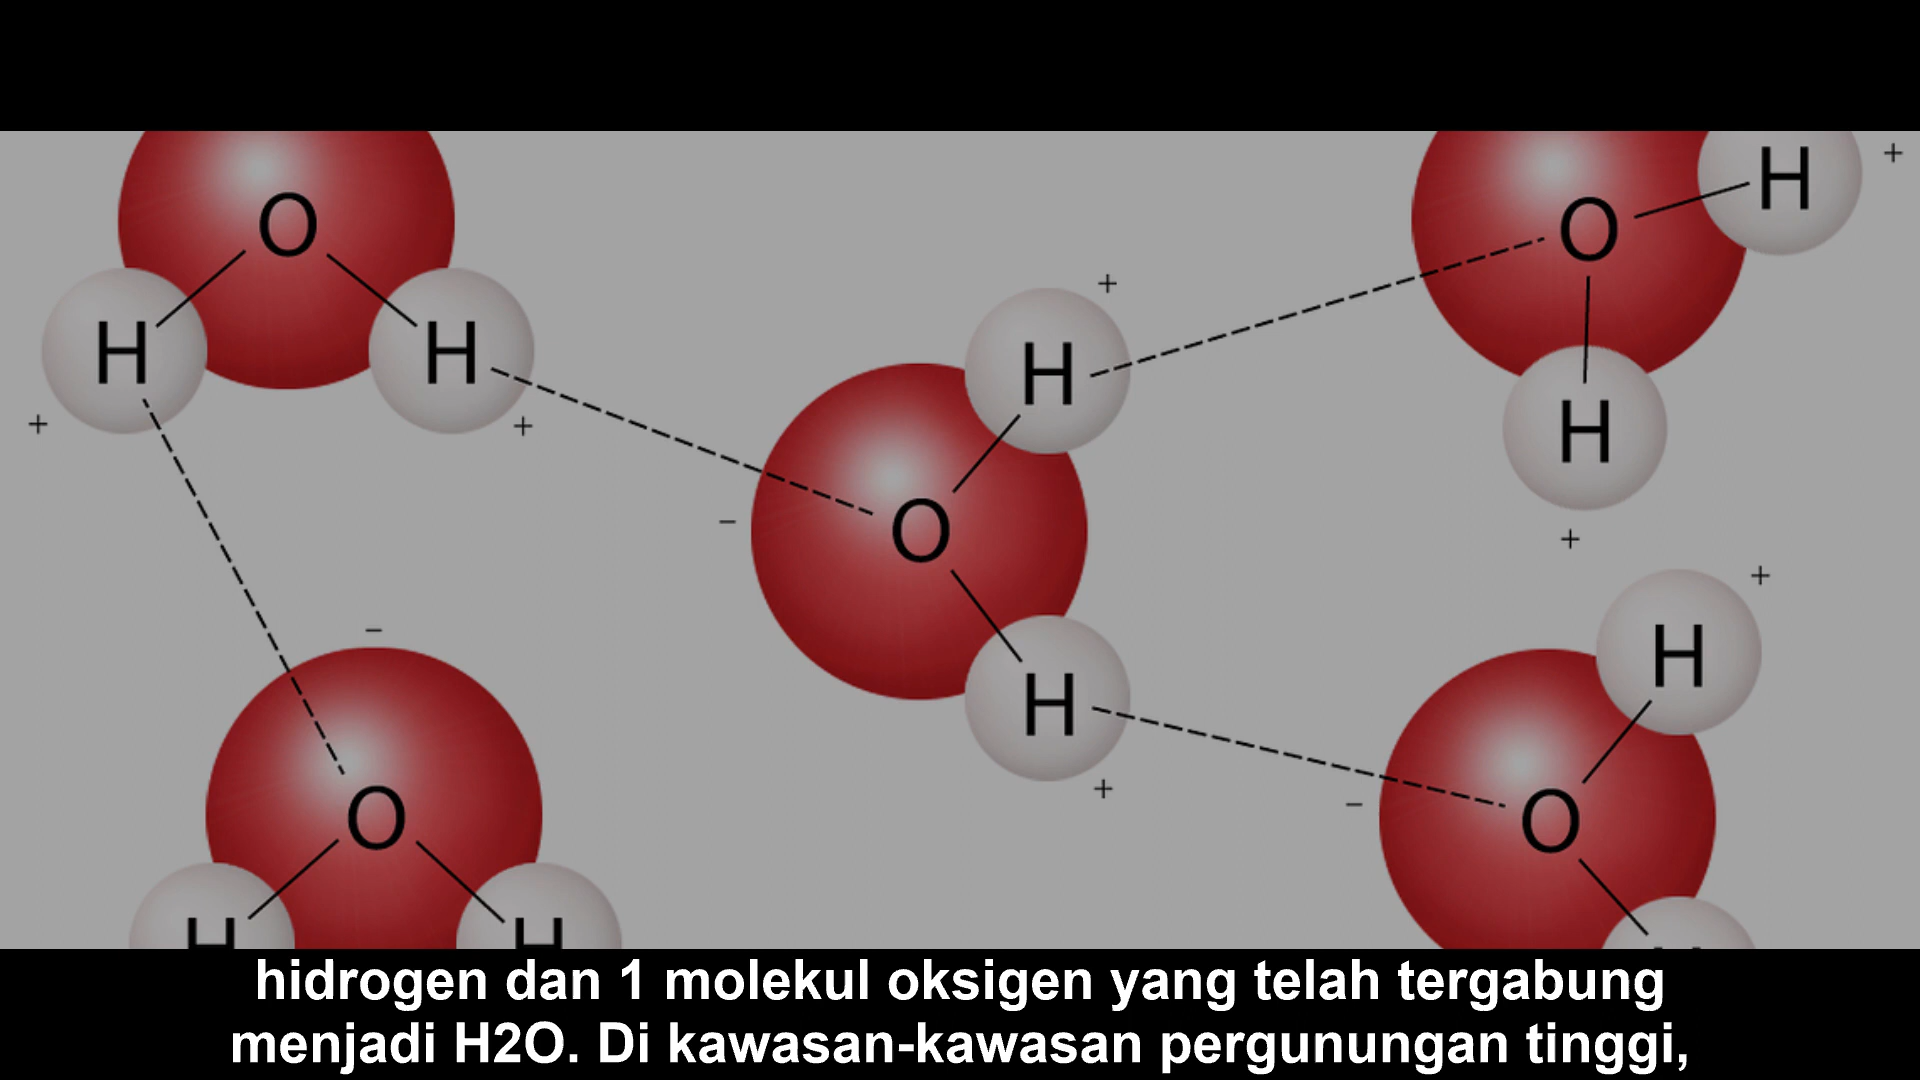 O
H
H
+
+
O
H
+
H
+
H
+
O
-
H
+
-
O
H
H
H
+
O
-
hidrogen dan 1 molekul oksigen yang telah tergabung
menjadi H2O. Di kawasan-kawasan pergunungan tinggi,